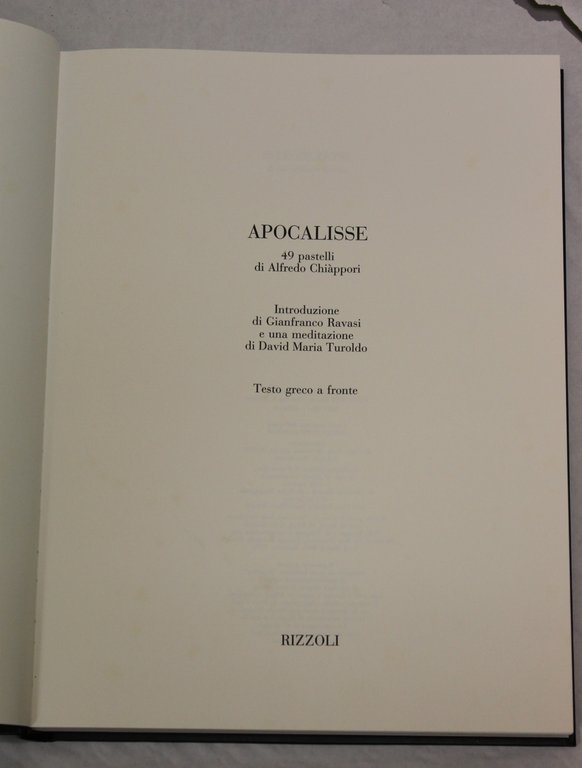 APOCALISSE
49 pastelli
di Alfredo Chiàppori
Introduzione
di Gianfranco Ravasi
e una meditazione
di David Maria Turoldo
Testo greco a fronte
RIZZOLI